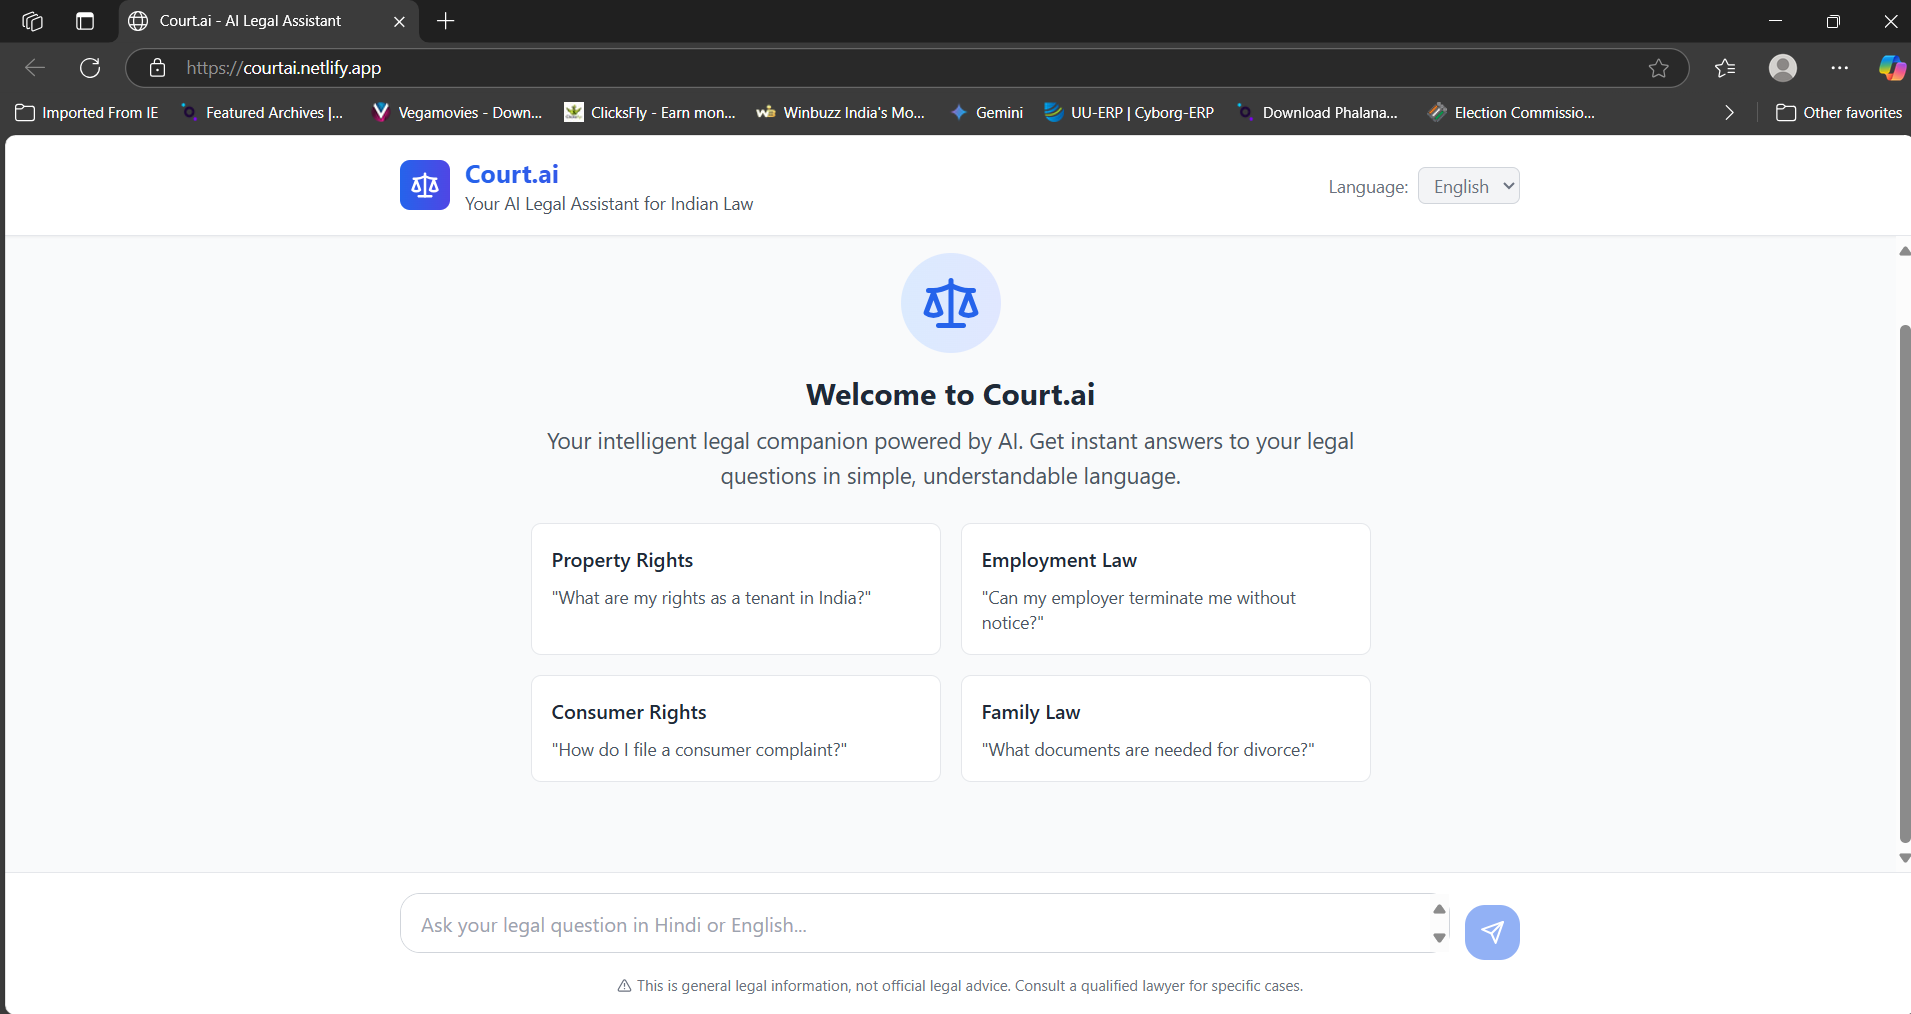 Court.ai - AI Legal Assistant
https://courtai.netlify.app
Imported From IE
Featured Archives |...
Vegamovies - Down...
ClicksFly - Earn mon...
Winbuzz India's Mo...
Gemini
UU-ERP | Cyborg-ERP
Download Phalana...
Election Commissio...
Other favorites
Court.ai
Your AI Legal Assistant for Indian Law
Language:
English
Welcome to Court.ai
Your intelligent legal companion powered by AI. Get instant answers to your legal
questions in simple, understandable language.
Property Rights
"What are my rights as a tenant in India?"
Employment Law
"Can my employer terminate me without
notice?"
Consumer Rights
"How do I file a consumer complaint?"
Family Law
"What documents are needed for divorce?"
Ask your legal question in Hindi or English...
⚠ This is general legal information, not official legal advice. Consult a qualified lawyer for specific cases.